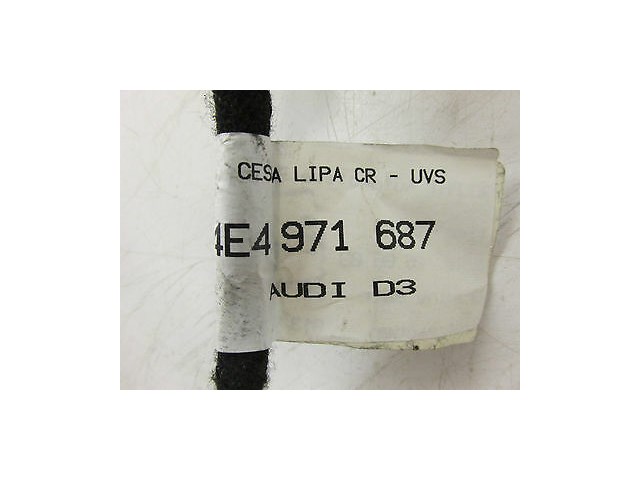 CESA LIPA CR - UVS
4E4 971 687
AUDI D3